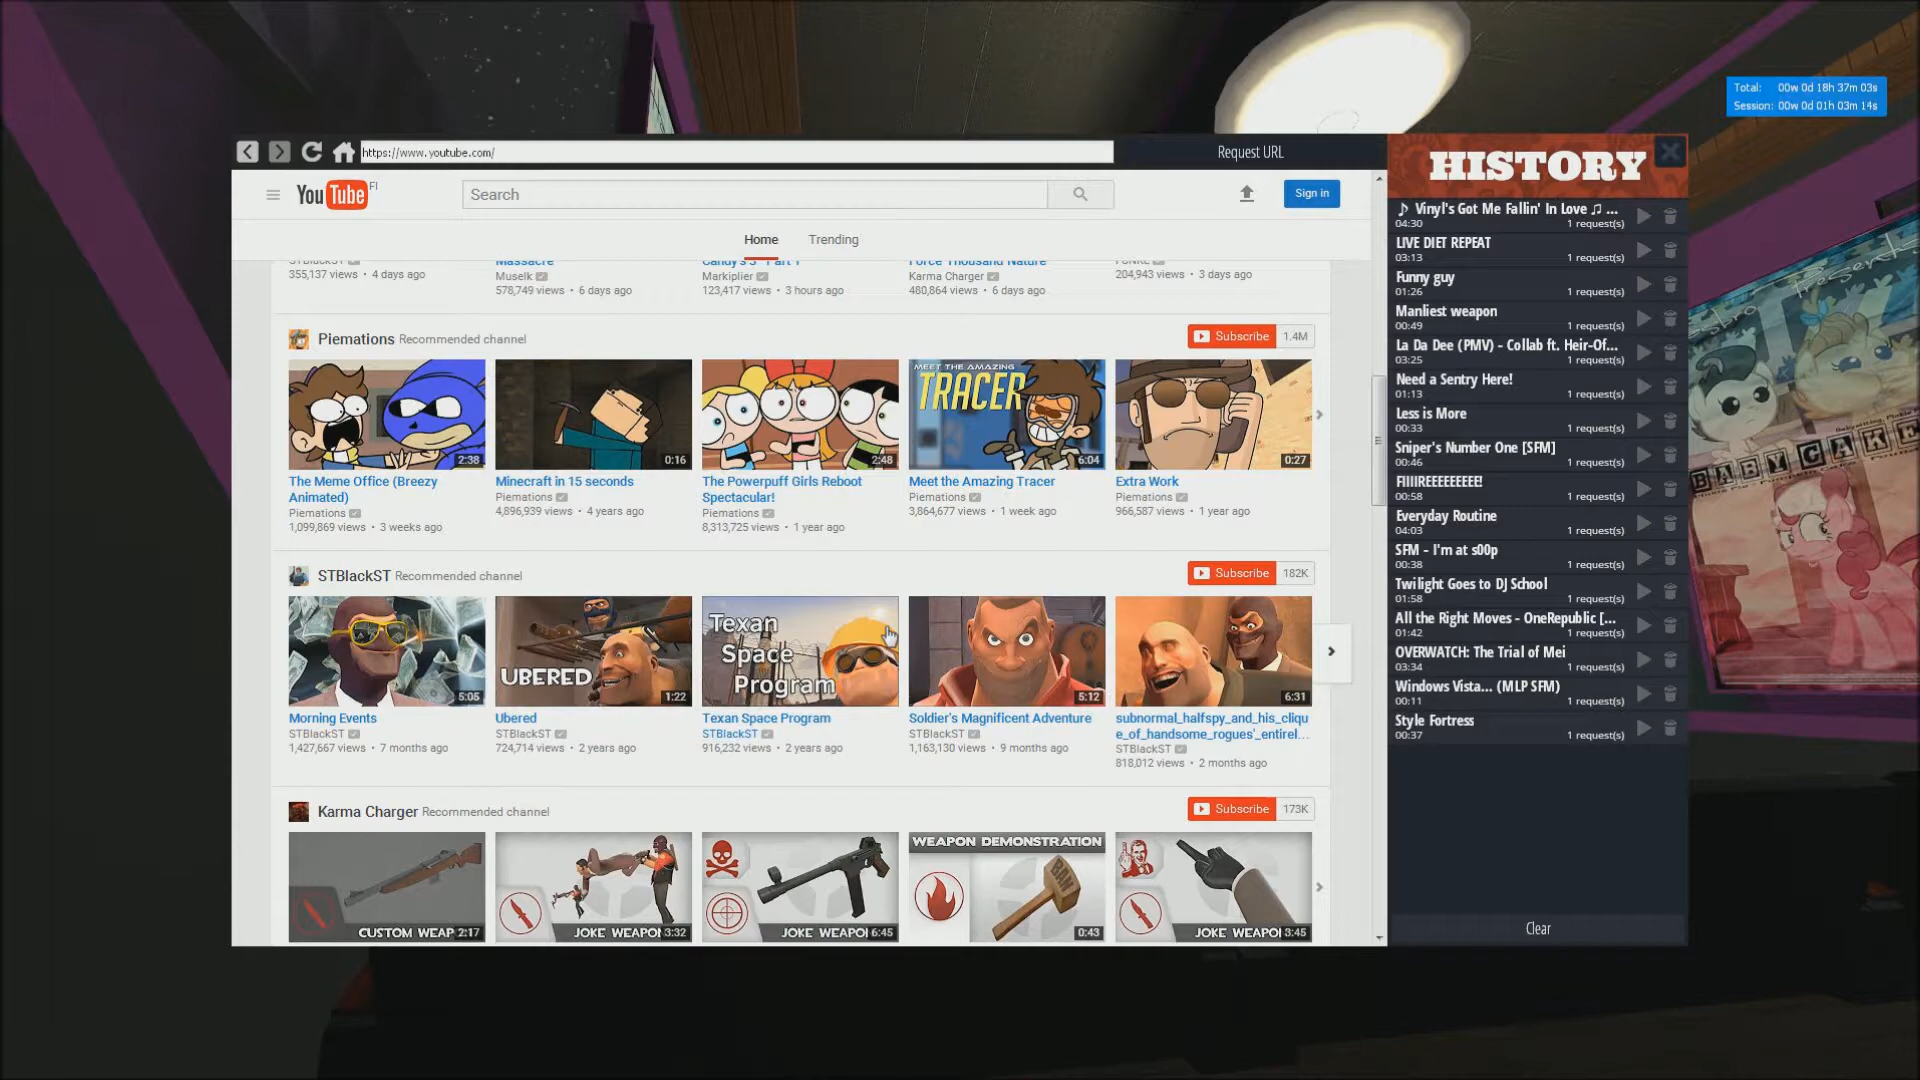 Total: 00w 0d 18h 37m 03s
Session: 00w 0d 01h 03m 14s
https://www.youtube.com/
Request URL
HISTORY
YouTube FI
Search
Sign in
Home
Trending
355,137 views • 4 days ago
Massacre
Muselk
578,749 views • 6 days ago
Candy's 3 - Part 1
Markiplier
123,417 views • 3 hours ago
Force Thousand Nature
Karma Charger
480,864 views • 6 days ago
204,943 views • 3 days ago
Piemations Recommended channel
Subscribe 1.4M
2:38
0:16
2:48
MEET THE AMAZING
TRACER
6:04
0:27
The Meme Office (Breezy
Animated)
Piemations
1,099,869 views • 3 weeks ago
Minecraft in 15 seconds
Piemations
4,896,939 views • 4 years ago
The Powerpuff Girls Reboot
Spectacular!
Piemations
8,313,725 views • 1 year ago
Meet the Amazing Tracer
Piemations
3,864,677 views • 1 week ago
Extra Work
Piemations
966,587 views • 1 year ago
STBlackST Recommended channel
Subscribe 182K
5:05
UBERED
1:22
Texan
Space
Program
5:12
6:31
Morning Events
STBlackST
1,427,667 views • 7 months ago
Ubered
STBlackST
724,714 views • 2 years ago
Texan Space Program
STBlackST
916,232 views • 2 years ago
Soldier's Magnificent Adventure
STBlackST
1,163,130 views • 9 months ago
subnormal_halfspy_and_his_cliqu
e_of_handsome_rogues'_entirel...
STBlackST
818,012 views • 2 months ago
Karma Charger Recommended channel
Subscribe 173K
CUSTOM WEAP 2:17
JOKE WEAPO 3:32
JOKE WEAPO 6:45
WEAPON DEMONSTRATION
BAN
0:43
JOKE WEAPO 3:45
♪ Vinyl's Got Me Fallin' In Love ♫ ...
04:30 1 request(s)
LIVE DIET REPEAT
03:13 1 request(s)
Funny guy
01:26 1 request(s)
Manliest weapon
00:49 1 request(s)
La Da Dee (PMV) - Collab ft. Heir-Of...
03:25 1 request(s)
Need a Sentry Here!
01:13 1 request(s)
Less is More
00:33 1 request(s)
Sniper's Number One [SFM]
00:46 1 request(s)
FIIIIREEEEEEEEE!
00:58 1 request(s)
Everyday Routine
04:03 1 request(s)
SFM - I'm at s00p
00:38 1 request(s)
Twilight Goes to DJ School
01:58 1 request(s)
All the Right Moves - OneRepublic [...
01:42 1 request(s)
OVERWATCH: The Trial of Mei
03:34 1 request(s)
Windows Vista... (MLP SFM)
00:11 1 request(s)
Style Fortress
00:37 1 request(s)
Clear
Presents
BABY CAKE